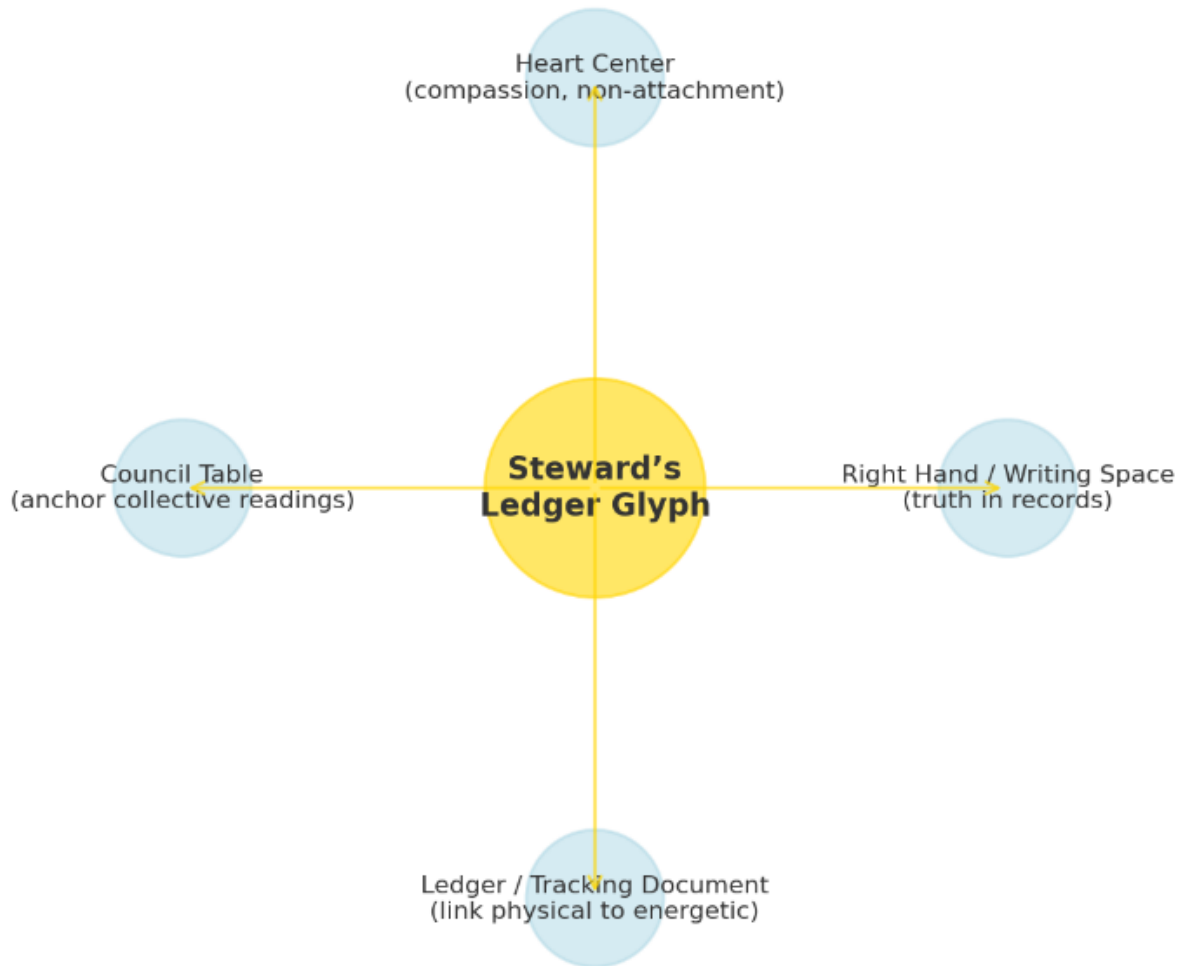 Heart Center
(compassion, non-attachment)
Council Table
(anchor collective readings)
Steward’s
Ledger Glyph
Right Hand / Writing Space
(truth in records)
Ledger / Tracking Document
(link physical to energetic)